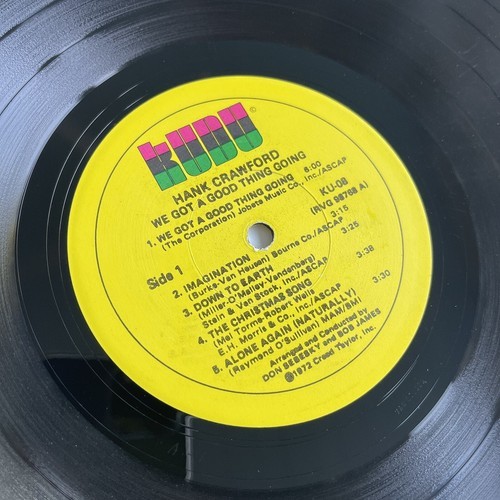 KUDU ©
HANK CRAWFORD
WE GOT A GOOD THING GOING
1. WE GOT A GOOD THING GOING 6:00
(The Corporation) Jobete Music Co., Inc./ASCAP
KU-08
(RVG 98768 A)
Side 1
2. IMAGINATION 3:15
(Burke-Van Heusen) Bourne Co./ASCAP
3. DOWN TO EARTH 3:25
(Miller-O'Malley-Vandenberg)
Stein & Van Stock, Inc./ASCAP
4. THE CHRISTMAS SONG 3:38
(Mel Torme-Robert Wells)
E.H. Morris & Co., Inc./ASCAP
5. ALONE AGAIN (NATURALLY) 3:30
(Raymond O'Sullivan) MAM/BMI
Arranged and Conducted by
DON SEBESKY and BOB JAMES
℗1972 Creed Taylor, Inc.